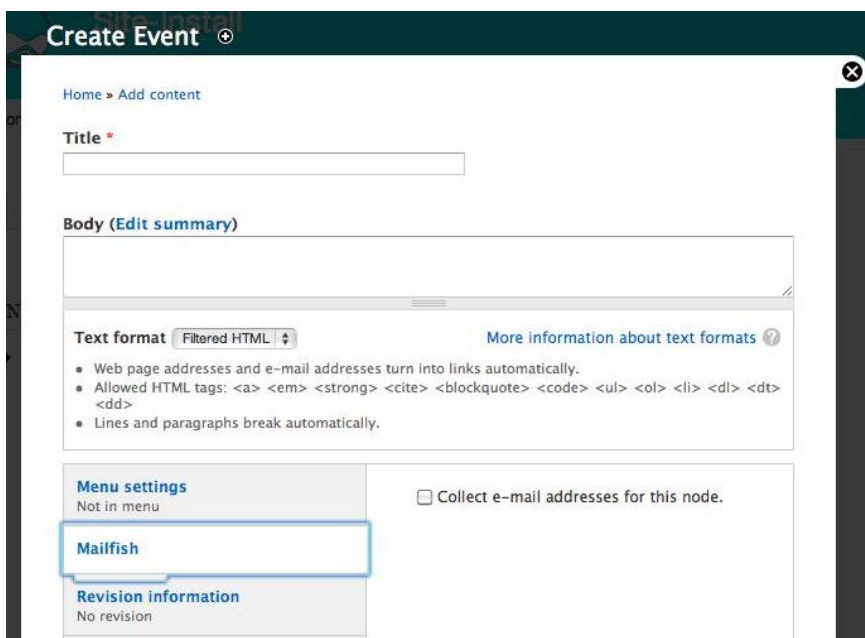 Site-Install
Create Event
Home » Add content
Title *
Body (Edit summary)
Text format Filtered HTML
More information about text formats ?
Web page addresses and e-mail addresses turn into links automatically.
Allowed HTML tags: <a> <em> <strong> <cite> <blockquote> <code> <ul> <ol> <li> <dl> <dt>
<dd>
Lines and paragraphs break automatically.
Menu settings
Not in menu
Collect e-mail addresses for this node.
Mailfish
Revision information
No revision